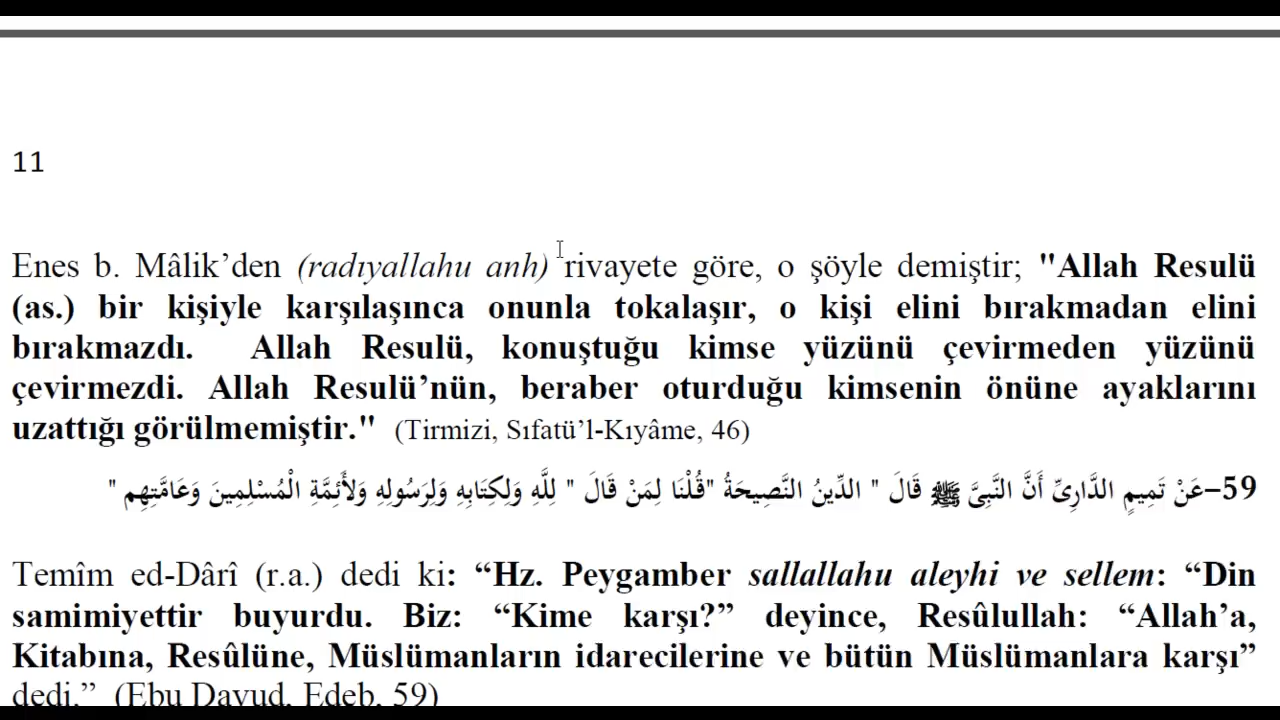 11
Enes b. Mâlik’den (radıyallahu anh) rivayete göre, o şöyle demiştir; "Allah Resulü
(as.) bir kişiyle karşılaşınca onunla tokalaşır, o kişi elini bırakmadan elini
bırakmazdı. Allah Resulü, konuştuğu kimse yüzünü çevirmeden yüzünü
çevirmezdi. Allah Resulü’nün, beraber oturduğu kimsenin önüne ayaklarını
uzattığı görülmemiştir." (Tirmizi, Sıfatü’l-Kıyâme, 46)
59–عَنْ تَمِيمٍ الدَّارِىِّ أَنَّ النَّبِىَّ ﷺ قَالَ " الدِّينُ النَّصِيحَةُ "قُلْنَا لِمَنْ قَالَ " لِلَّهِ وَلِكِتَابِهِ وَلِرَسُولِهِ وَلأَئِمَّةِ الْمُسْلِمِينَ وَعَامَّتِهِم "
Temîm ed-Dârî (r.a.) dedi ki: “Hz. Peygamber sallallahu aleyhi ve sellem: “Din
samimiyettir buyurdu. Biz: “Kime karşı?” deyince, Resûlullah: “Allah’a,
Kitabına, Resûlüne, Müslümanların idarecilerine ve bütün Müslümanlara karşı”
dedi.” (Ebu Davud, Edeb, 59)